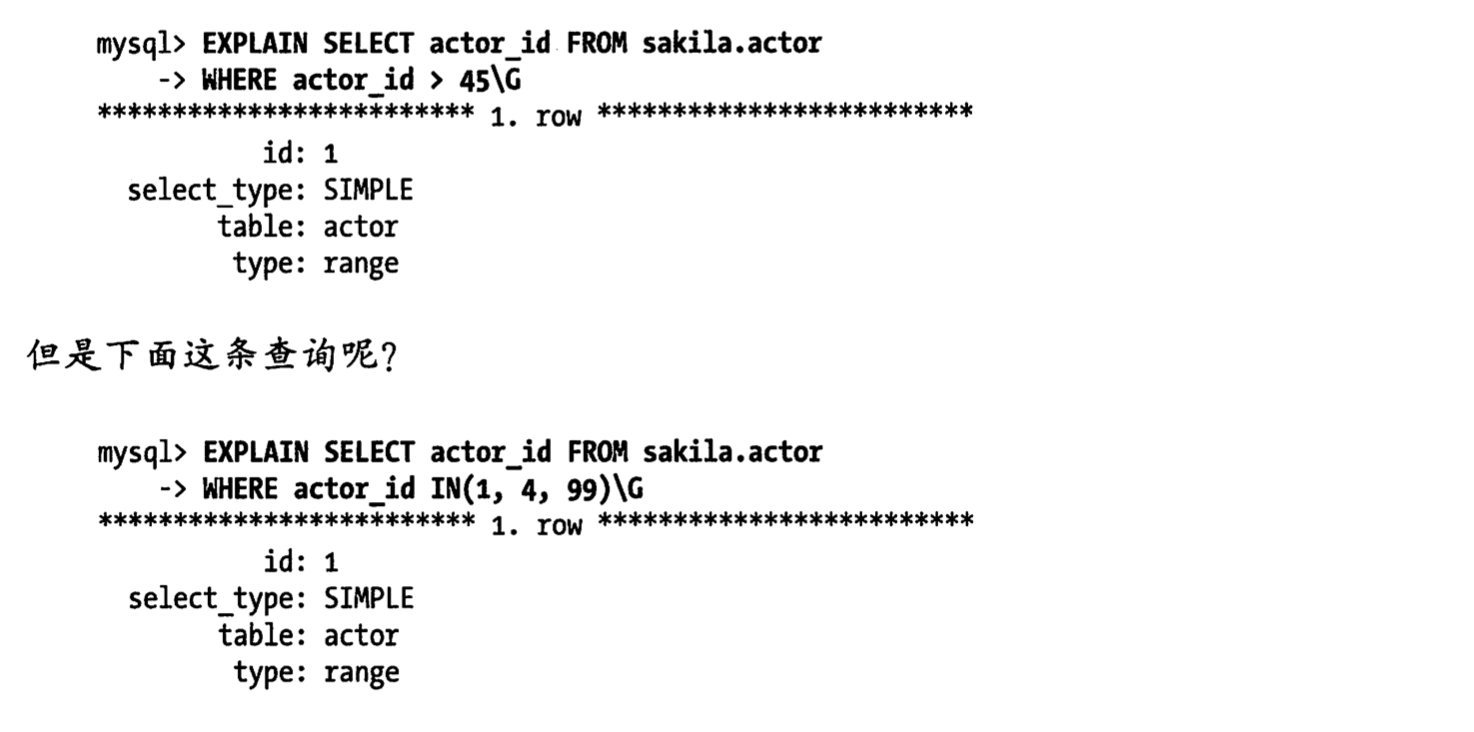 mysql> EXPLAIN SELECT actor_id FROM sakila.actor
-> WHERE actor_id > 45\G
************************* 1. row *************************
id: 1
select_type: SIMPLE
table: actor
type: range
但是下面这条查询呢?
mysql> EXPLAIN SELECT actor_id FROM sakila.actor
-> WHERE actor_id IN(1, 4, 99)\G
************************* 1. row *************************
id: 1
select_type: SIMPLE
table: actor
type: range